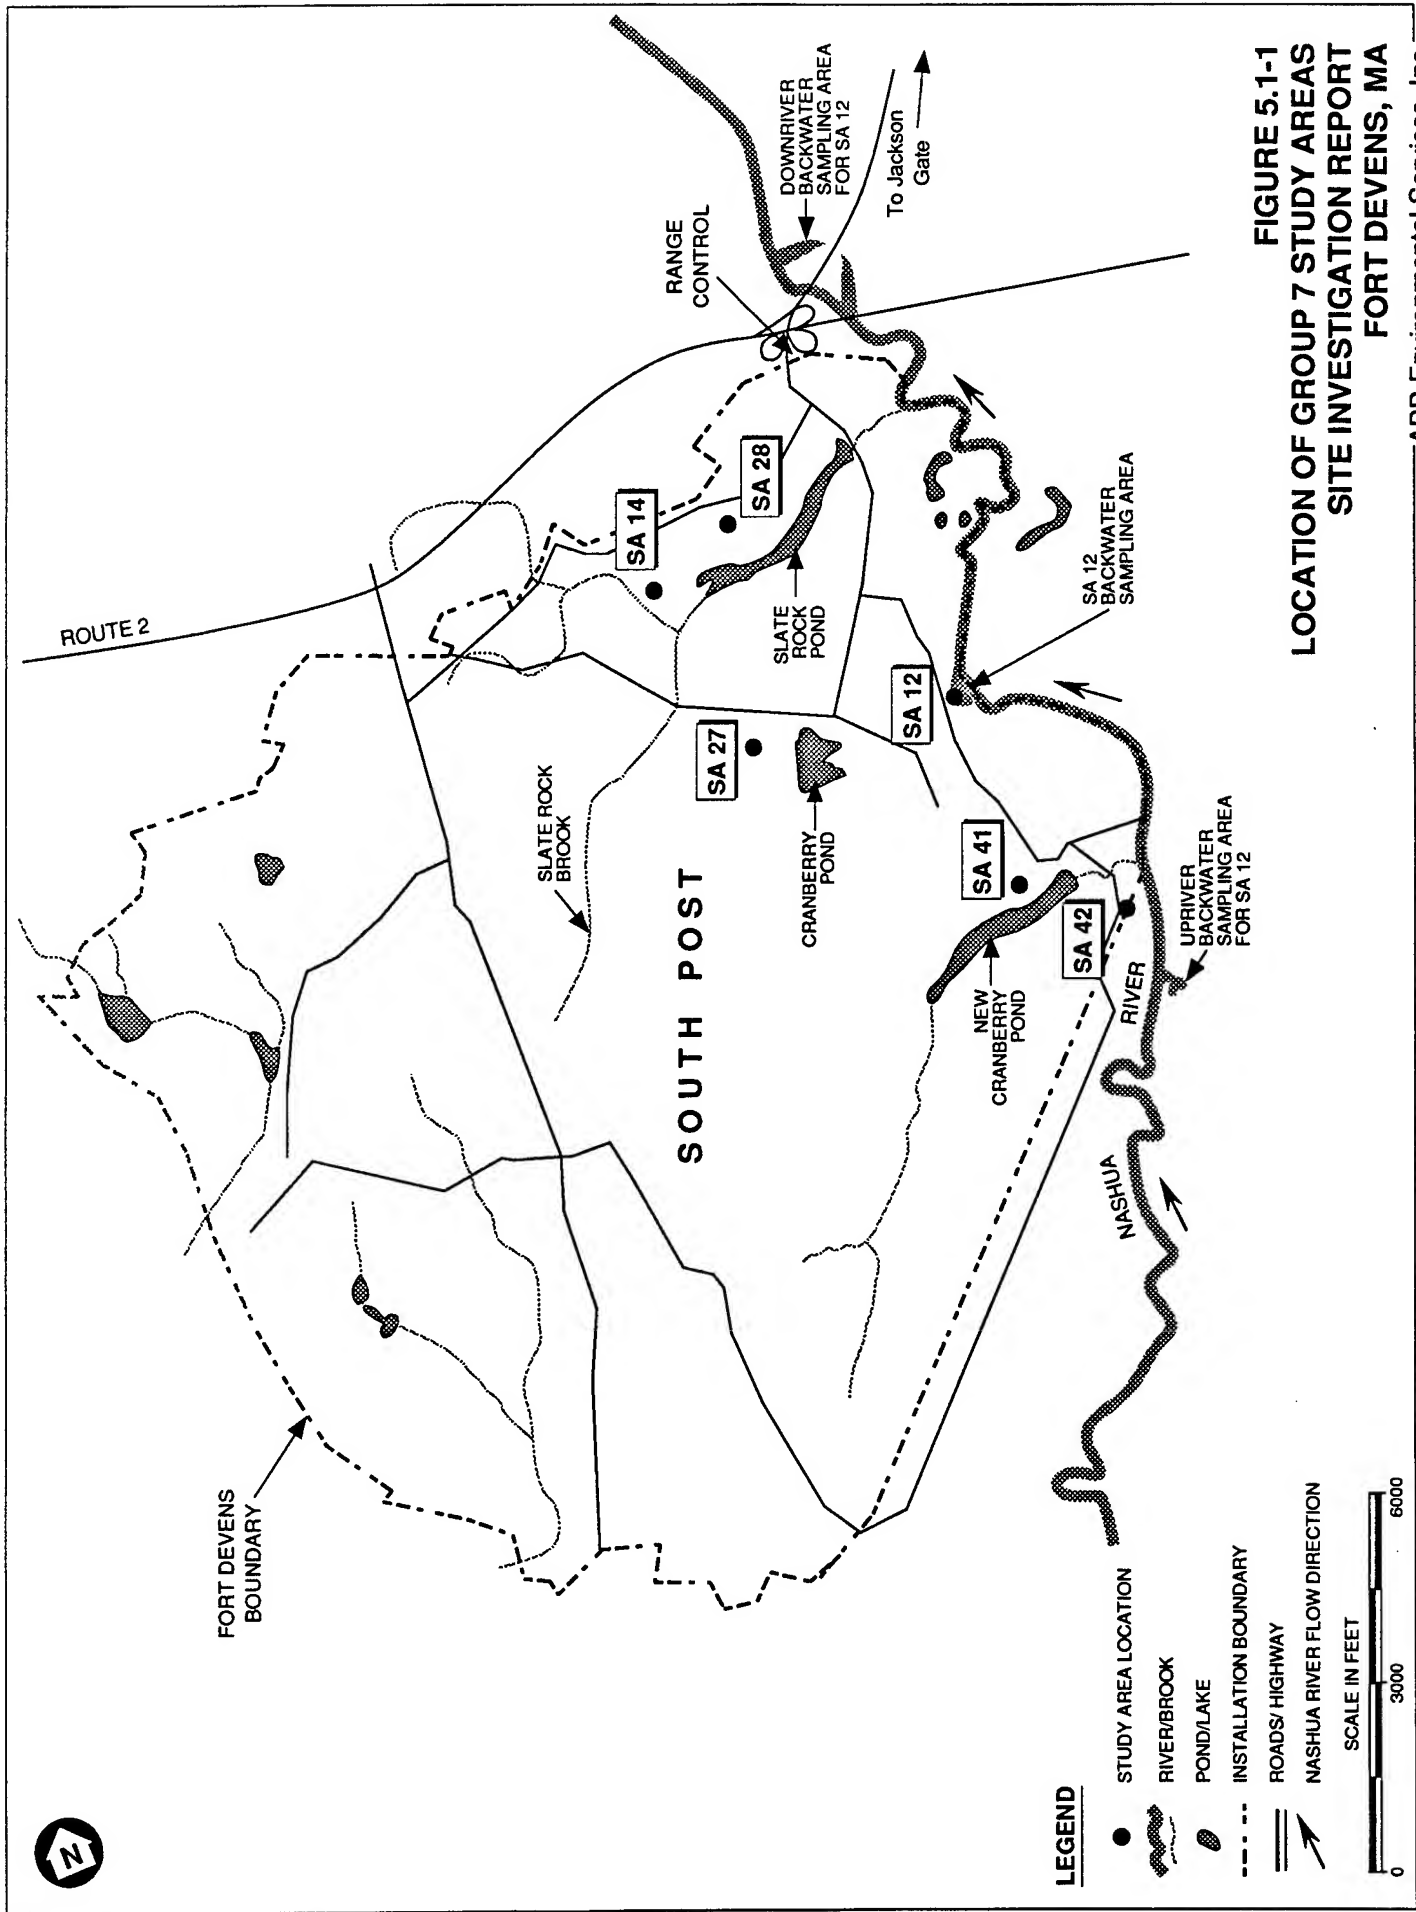 N
FORT DEVENS
BOUNDARY
ROUTE 2
SLATE ROCK
BROOK
SA 14
SA 28
RANGE
CONTROL
DOWNRIVER
BACKWATER
SAMPLING AREA
FOR SA 12
To Jackson
Gate
SOUTH POST
SA 27
CRANBERRY
POND
SLATE
ROCK
POND
SA 12
SA 12
BACKWATER
SAMPLING AREA
SA 41
NEW
CRANBERRY
POND
SA 42
UPRIVER
BACKWATER
SAMPLING AREA
FOR SA 12
NASHUA
RIVER
LEGEND
STUDY AREA LOCATION
RIVER/BROOK
POND/LAKE
INSTALLATION BOUNDARY
ROADS/ HIGHWAY
NASHUA RIVER FLOW DIRECTION
SCALE IN FEET
0 3000 6000
FIGURE 5.1-1
LOCATION OF GROUP 7 STUDY AREAS
SITE INVESTIGATION REPORT
FORT DEVENS, MA